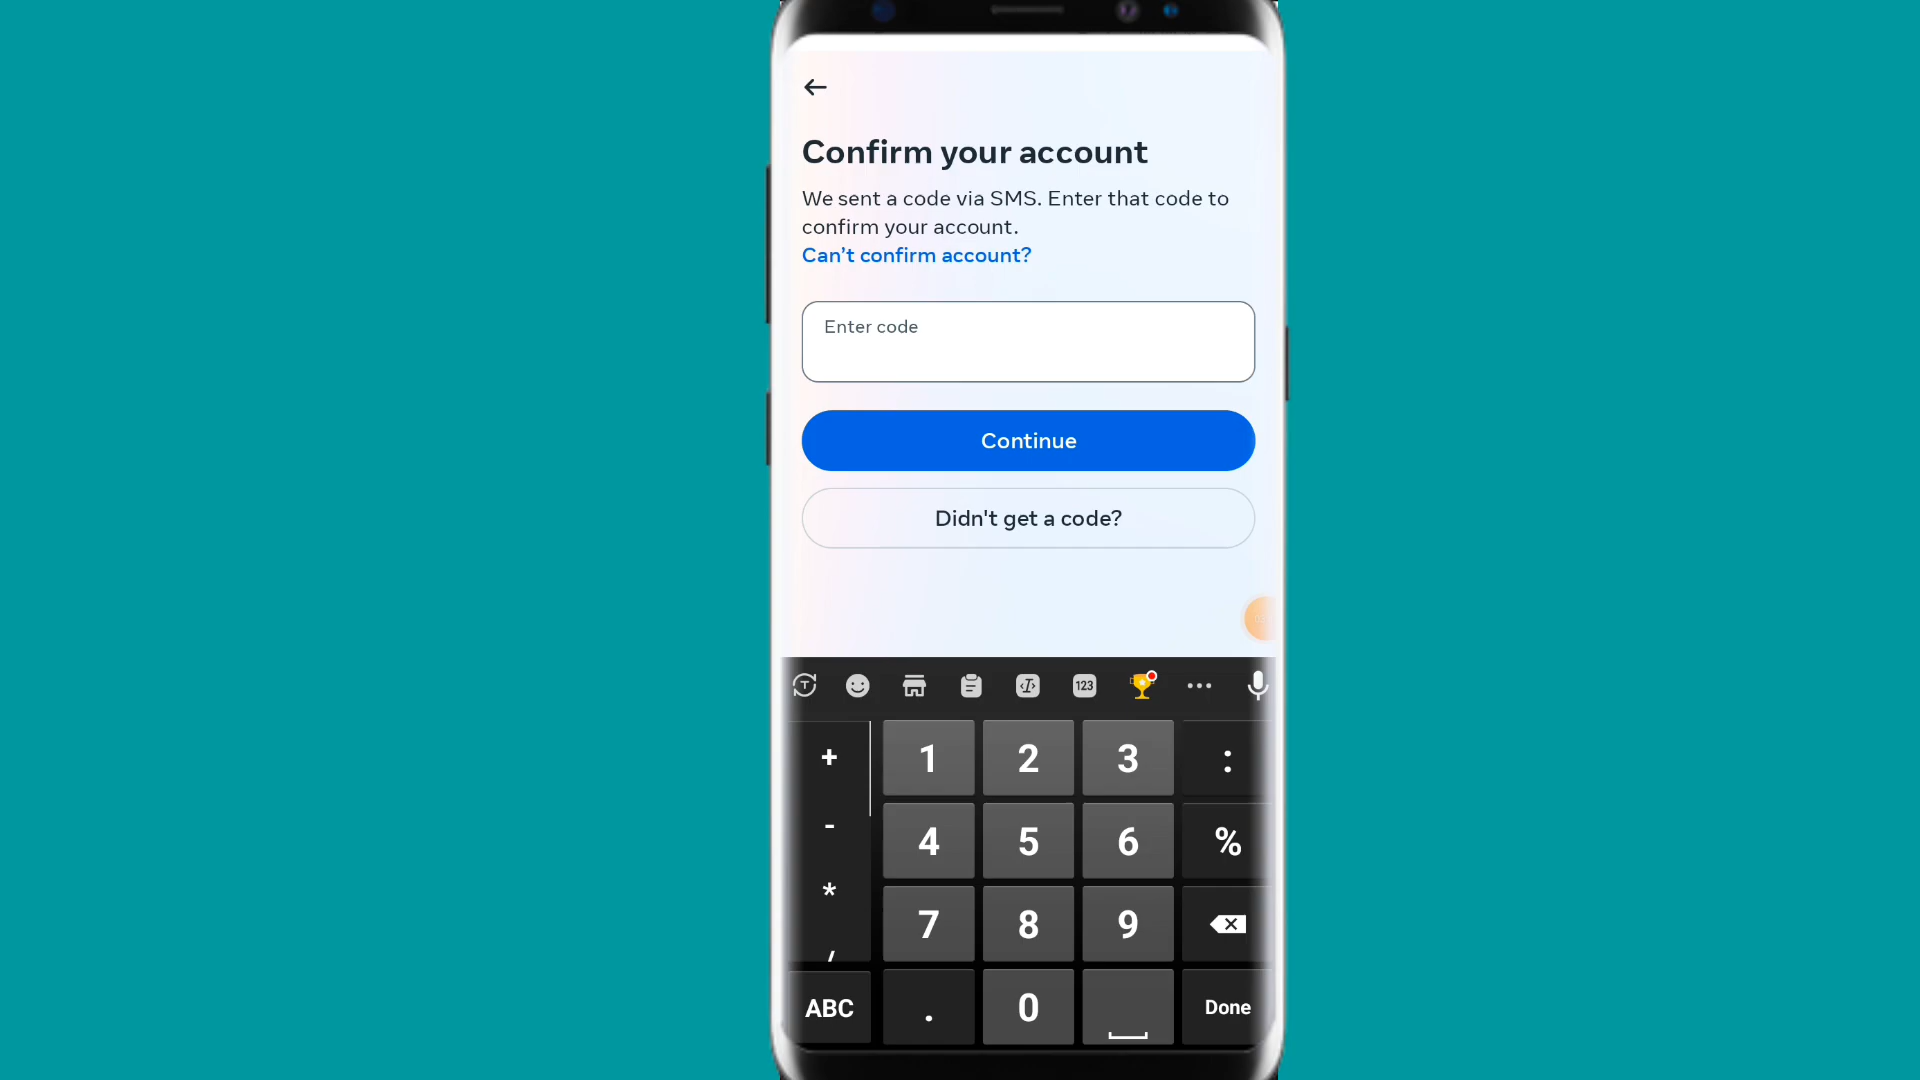 Confirm your account
We sent a code via SMS. Enter that code to
confirm your account.
Can’t confirm account?
Enter code
Continue
Didn't get a code?
T 123
+ 1 2 3 :
- 4 5 6 %
* 7 8 9
,
ABC . 0 Done